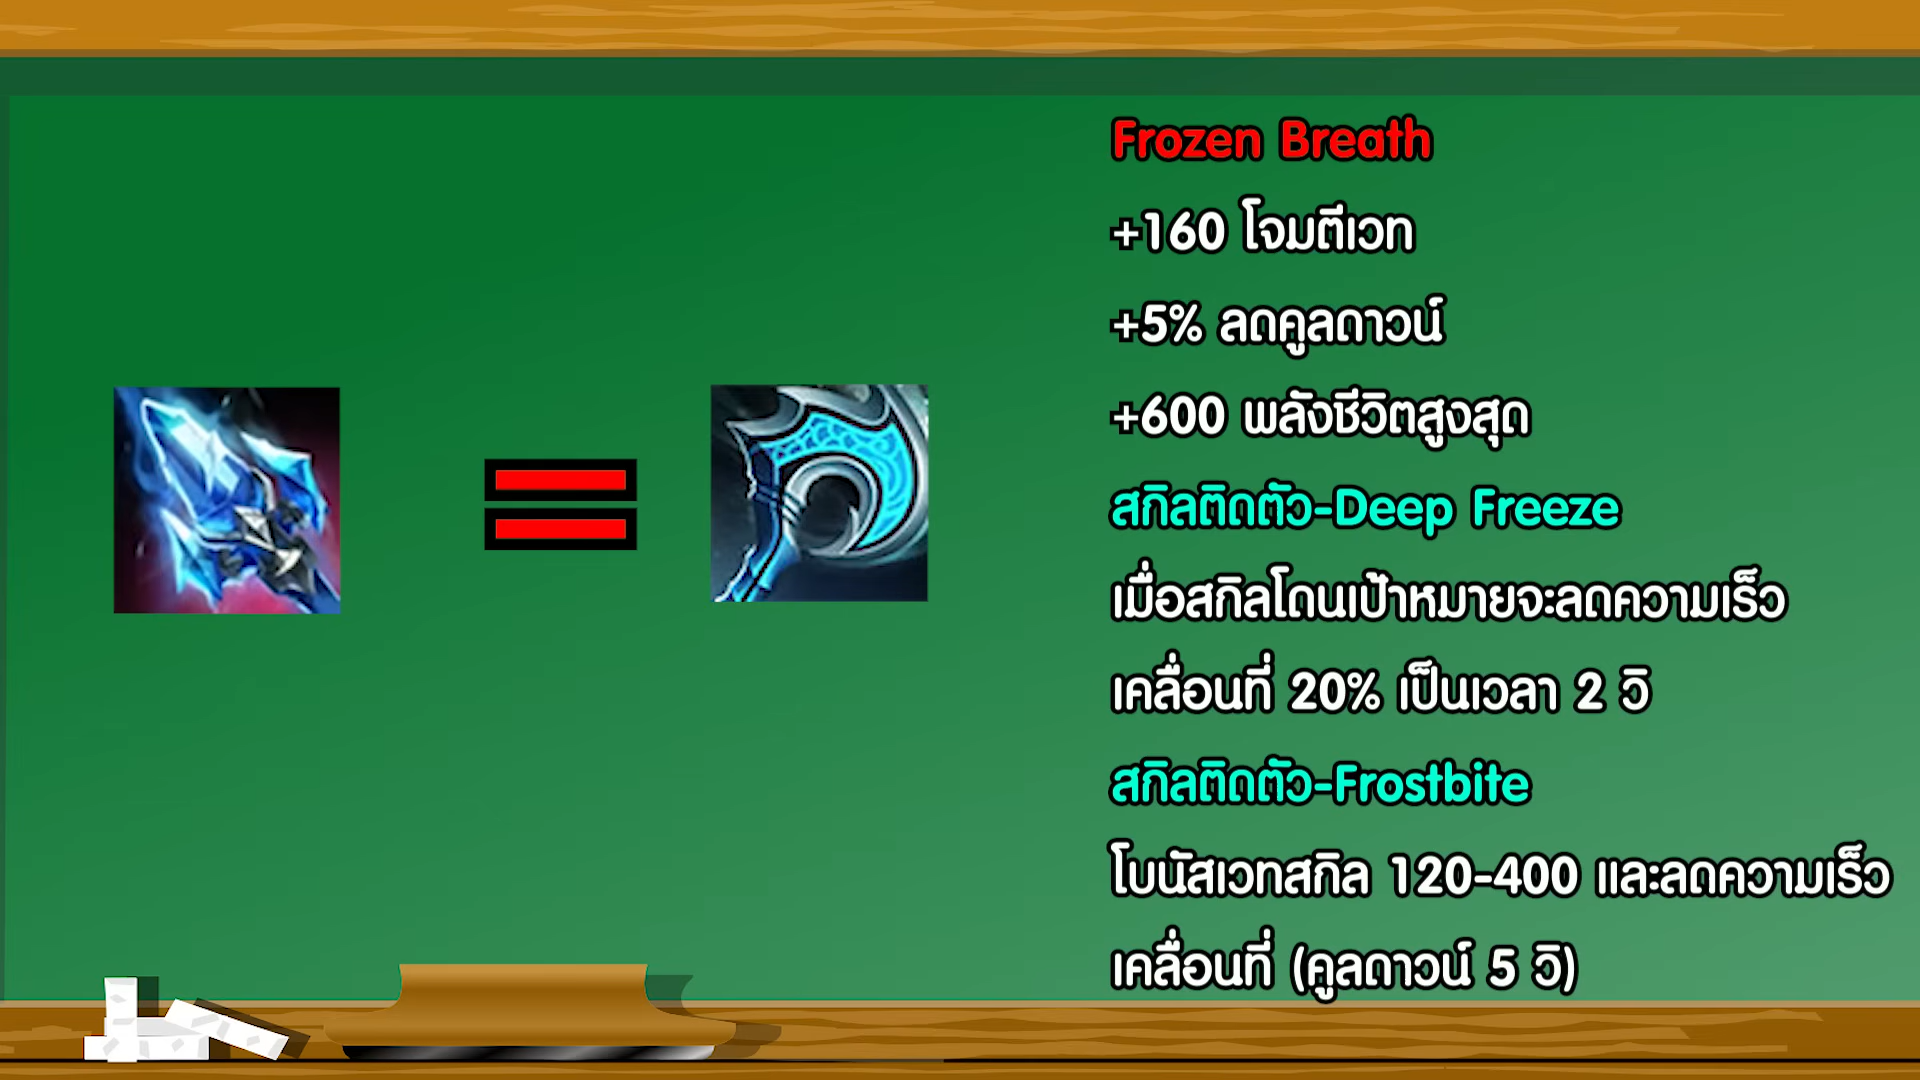 Frozen Breath
+160 โจมตีเวท
+5% ลดคูลดาวน์
+600 พลังชีวิตสูงสุด
สกิลติดตัว-Deep Freeze
เมื่อสกิลโดนเป้าหมายจะลดความเร็ว
เคลื่อนที่ 20% เป็นเวลา 2 วิ
สกิลติดตัว-Frostbite
โบนัสเวทสกิล 120-400 และลดความเร็ว
เคลื่อนที่ (คูลดาวน์ 5 วิ)